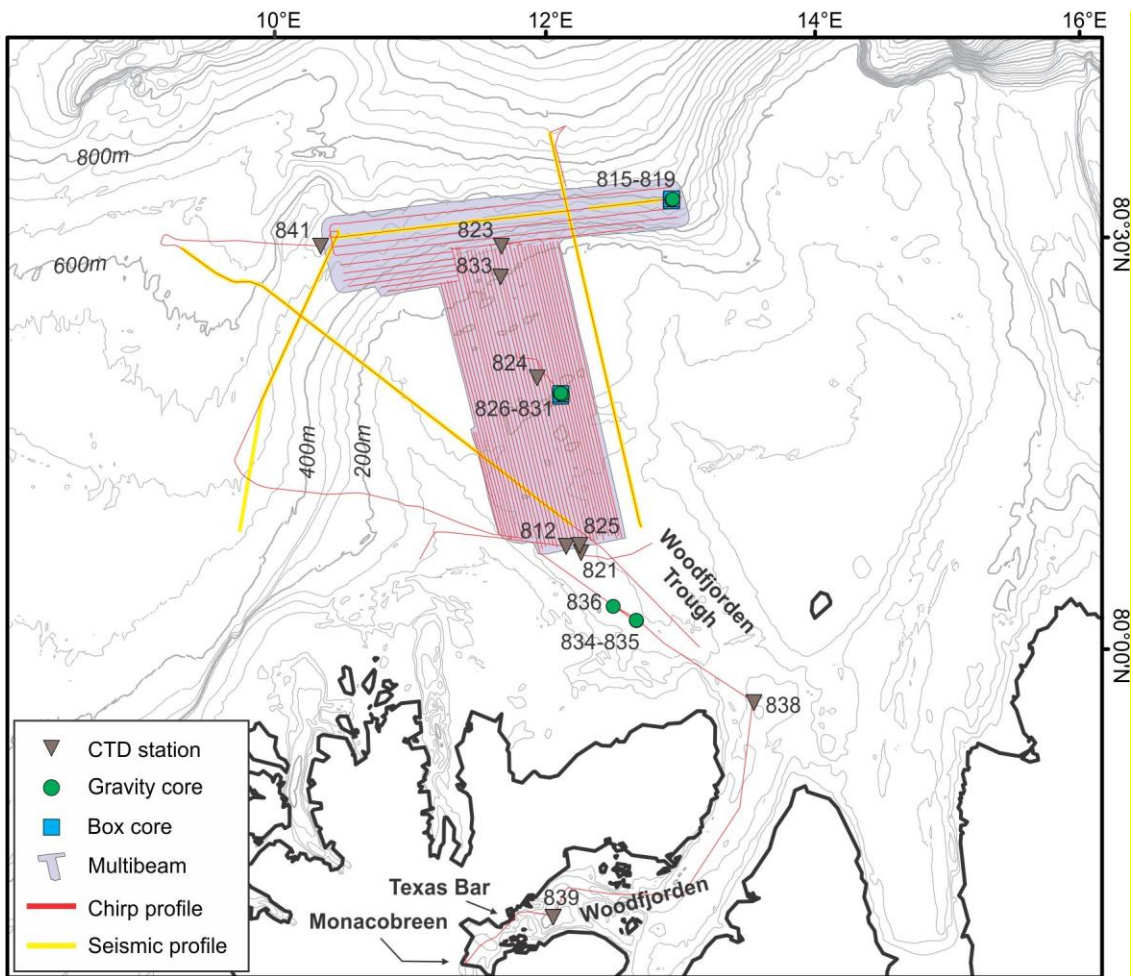 10°E
12°E
14°E
16°E
800m
815-819
841
823
80°30'N
600m
833
824
826-831
400m
200m
812
825
821
Woodfjorden
Trough
836
834-835
80°00'N
838
CTD station
Gravity core
Box core
Multibeam
Chirp profile
Seismic profile
Texas Bar
839
Woodfjorden
Monacobreen